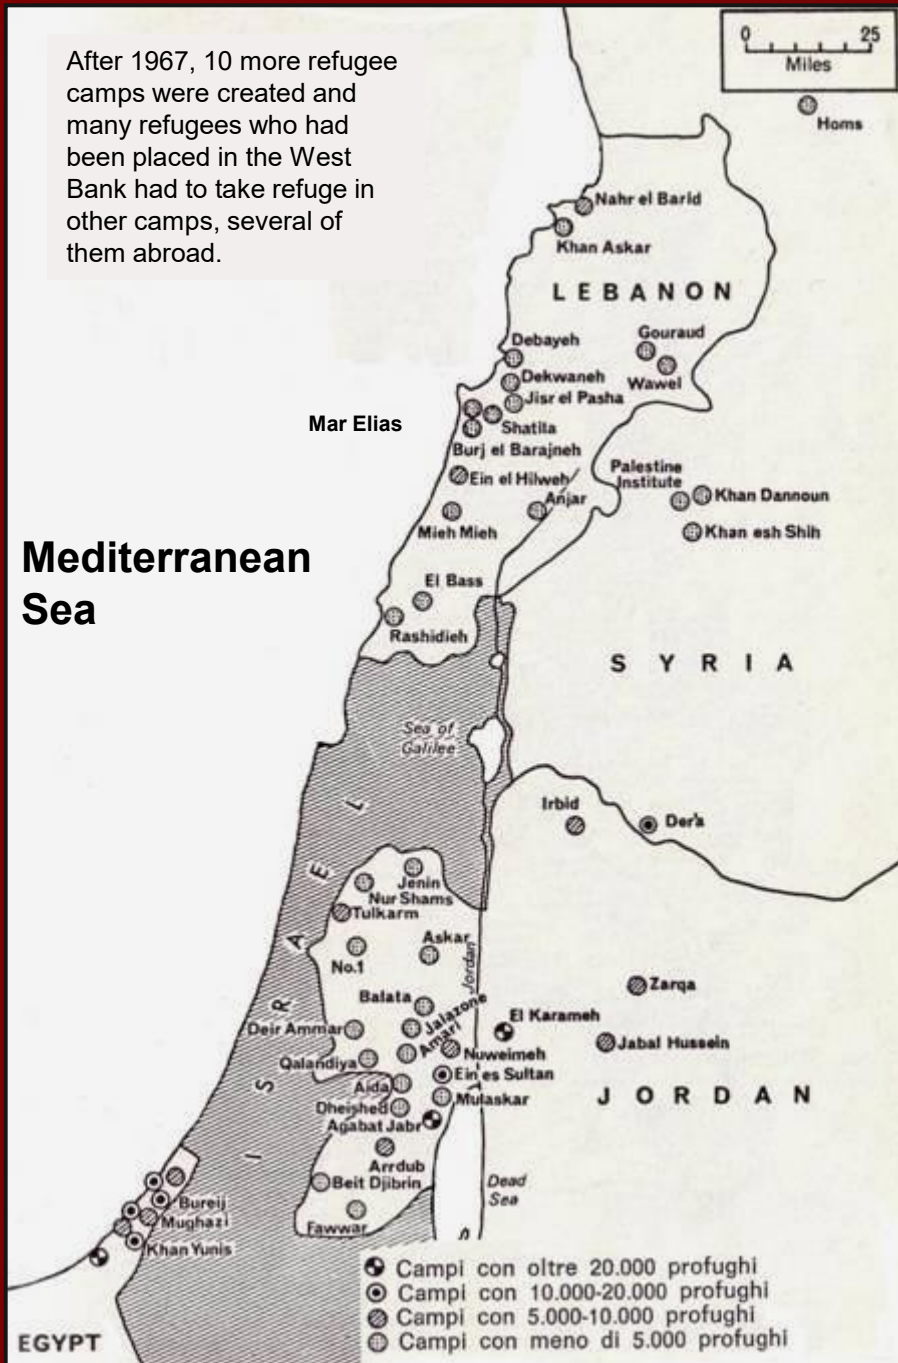 After 1967, 10 more refugee
camps were created and
many refugees who had
been placed in the West
Bank had to take refuge in
other camps, several of
them abroad.
0 25
Miles
Homs
Nahr el Barid
Khan Askar
LEBANON
Debayeh
Gouraud
Dekwaneh
Wawel
Jisr el Pasha
Mar Elias
Shatila
Burj el Barajneh
Ein el Hilweh
Palestine
Institute
Khan Dannoun
Anjar
Mieh Mieh
Khan esh Shih
Mediterranean
Sea
El Bass
Rashidieh
SYRIA
Sea of
Galilee
Irbid
Der'a
ISRAEL
Jenin
Nur Shams
Tulkarm
Askar
No.1
Jordan
Zarqa
Balata
Jalazone
El Karameh
Deir Ammar
Amari
Jabal Hussein
Nuweimeh
Qalandiya
Ein es Sultan
Aida
Mulaskar
JORDAN
Dheished
Agabat Jabr
Arrdub
Beit Djibrin
Dead
Sea
Bureij
Mughazi
Fawwar
Khan Yunis
Campi con oltre 20.000 profughi
Campi con 10.000-20.000 profughi
Campi con 5.000-10.000 profughi
Campi con meno di 5.000 profughi
EGYPT